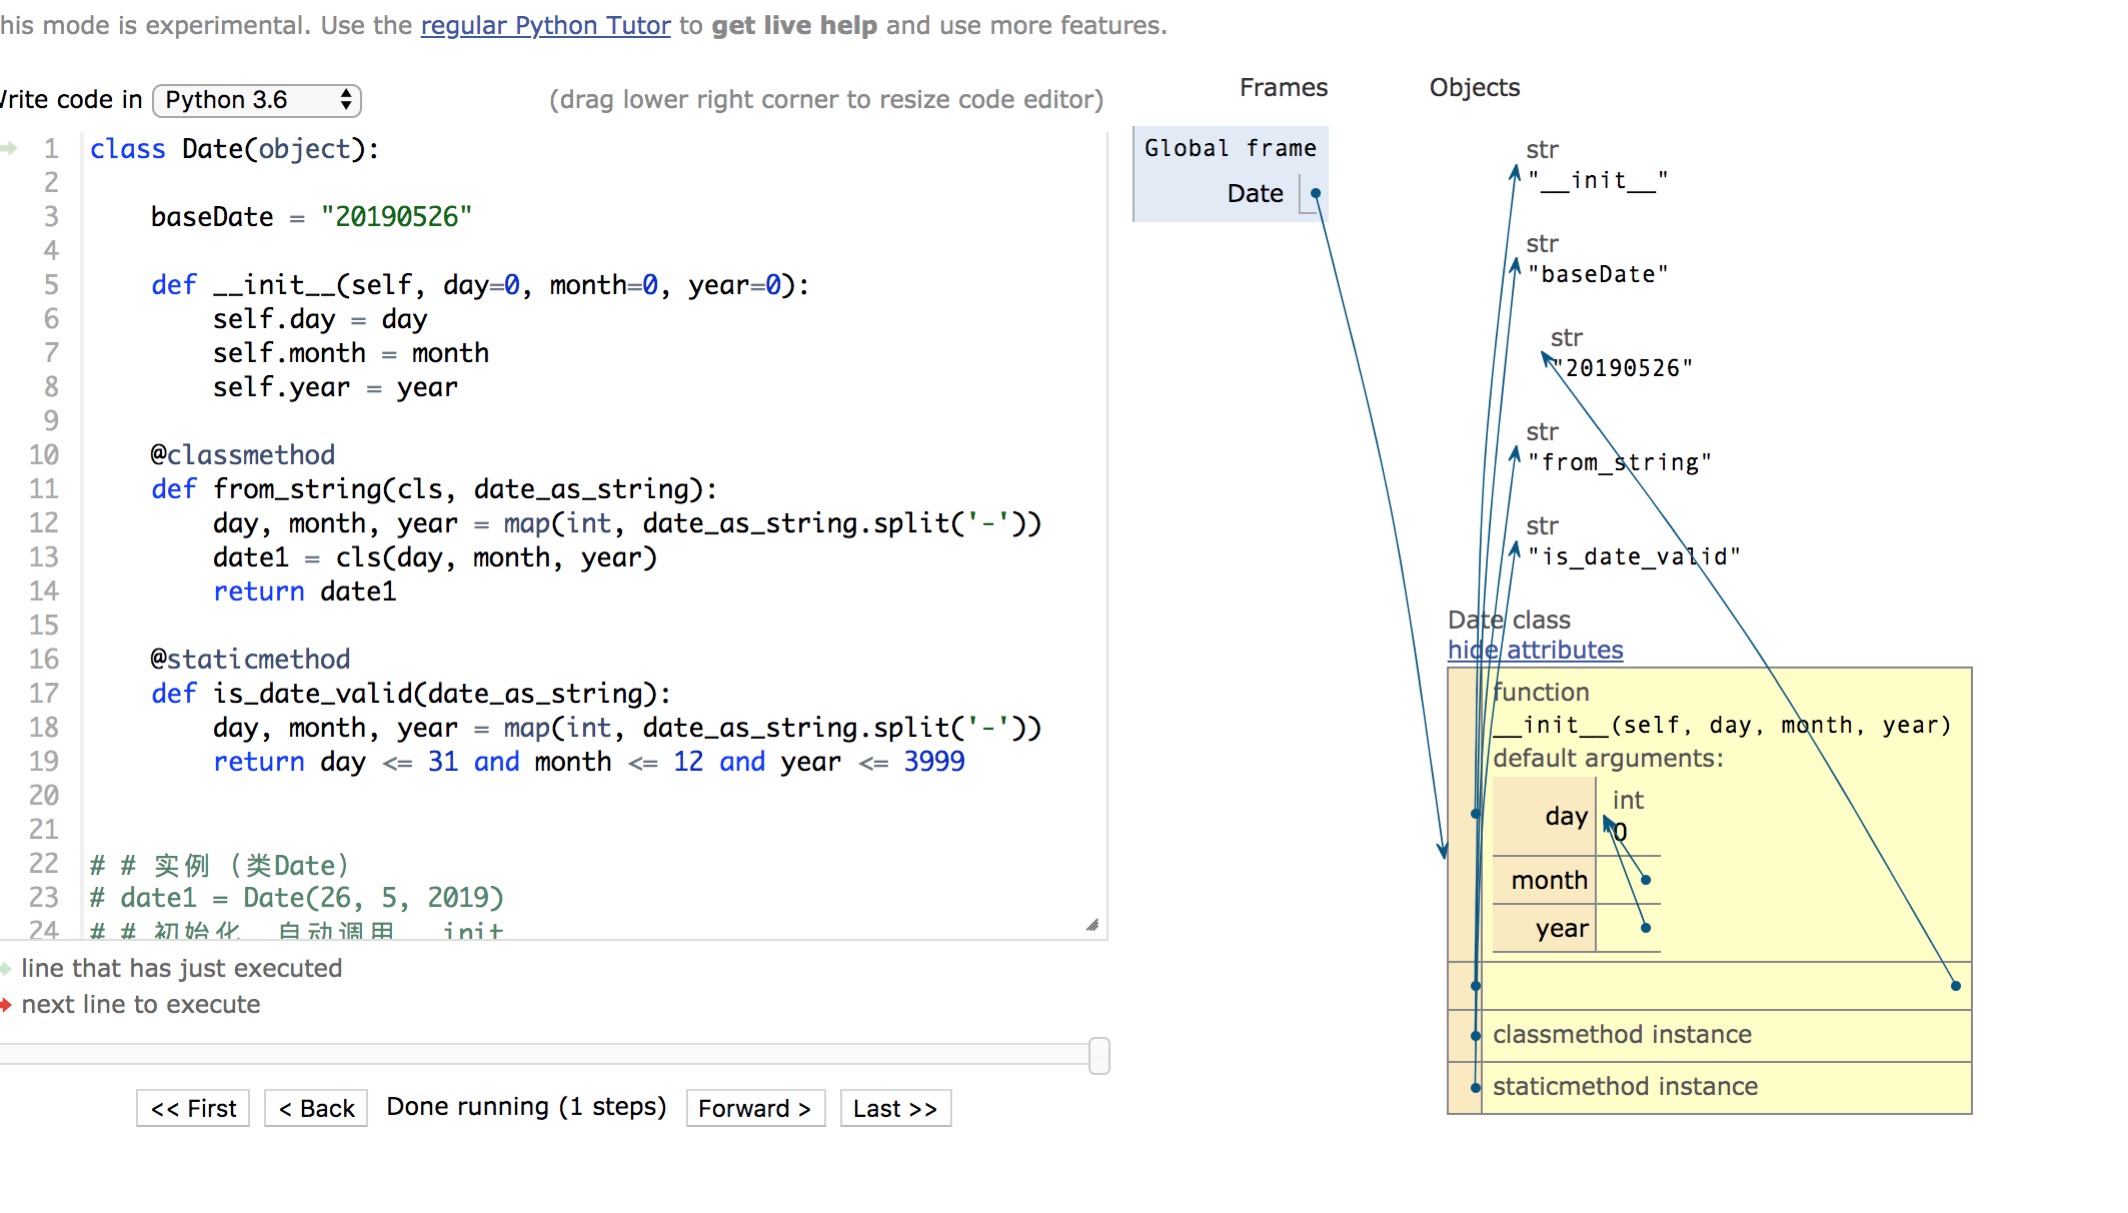 his mode is experimental. Use the regular Python Tutor to get live help and use more features.
Write code in Python 3.6 (drag lower right corner to resize code editor)
1 class Date(object):
2
3 baseDate = "20190526"
4
5 def __init__(self, day=0, month=0, year=0):
6 self.day = day
7 self.month = month
8 self.year = year
9
10 @classmethod
11 def from_string(cls, date_as_string):
12 day, month, year = map(int, date_as_string.split('-'))
13 date1 = cls(day, month, year)
14 return date1
15
16 @staticmethod
17 def is_date_valid(date_as_string):
18 day, month, year = map(int, date_as_string.split('-'))
19 return day <= 31 and month <= 12 and year <= 3999
20
21
22 # # 实例 (类Date)
23 # date1 = Date(26, 5, 2019)
24 # # 初始化 自动调用 init
line that has just executed
next line to execute
<< First < Back Done running (1 steps) Forward > Last >>
Frames Objects
Global frame
Date
str
"__init__"
str
"baseDate"
str
"20190526"
str
"from_string"
str
"is_date_valid"
Date class
hide attributes
function
__init__(self, day, month, year)
default arguments:
day int 0
month
year
classmethod instance
staticmethod instance